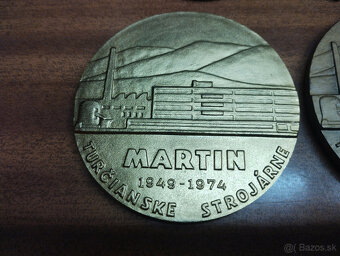 MARTIN
1949-1974
TURČIANSKE STROJÁRNE
Bazos.sk